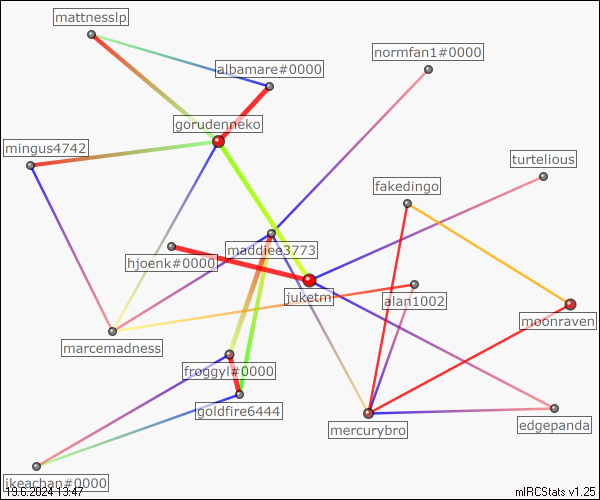 mattnesslp
normfan1#0000
albamare#0000
gorudenneko
mingus4742
turtelious
fakedingo
maddiee3773
hjoenk#0000
juketm
alan1002
moonraven
marcemadness
froggyl#0000
goldfire6444
edgepanda
mercurybro
ikeachan#0000
19.6.2024 13:47
mIRCStats v1.25